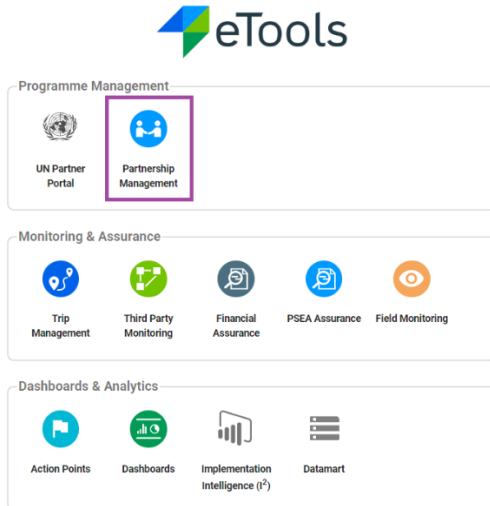 eTools
Programme Management
UN Partner
Portal
Partnership
Management
Monitoring & Assurance
Trip
Management
Third Party
Monitoring
Financial
Assurance
PSEA Assurance
Field Monitoring
Dashboards & Analytics
Action Points
Dashboards
Implementation
Intelligence (I²)
Datamart